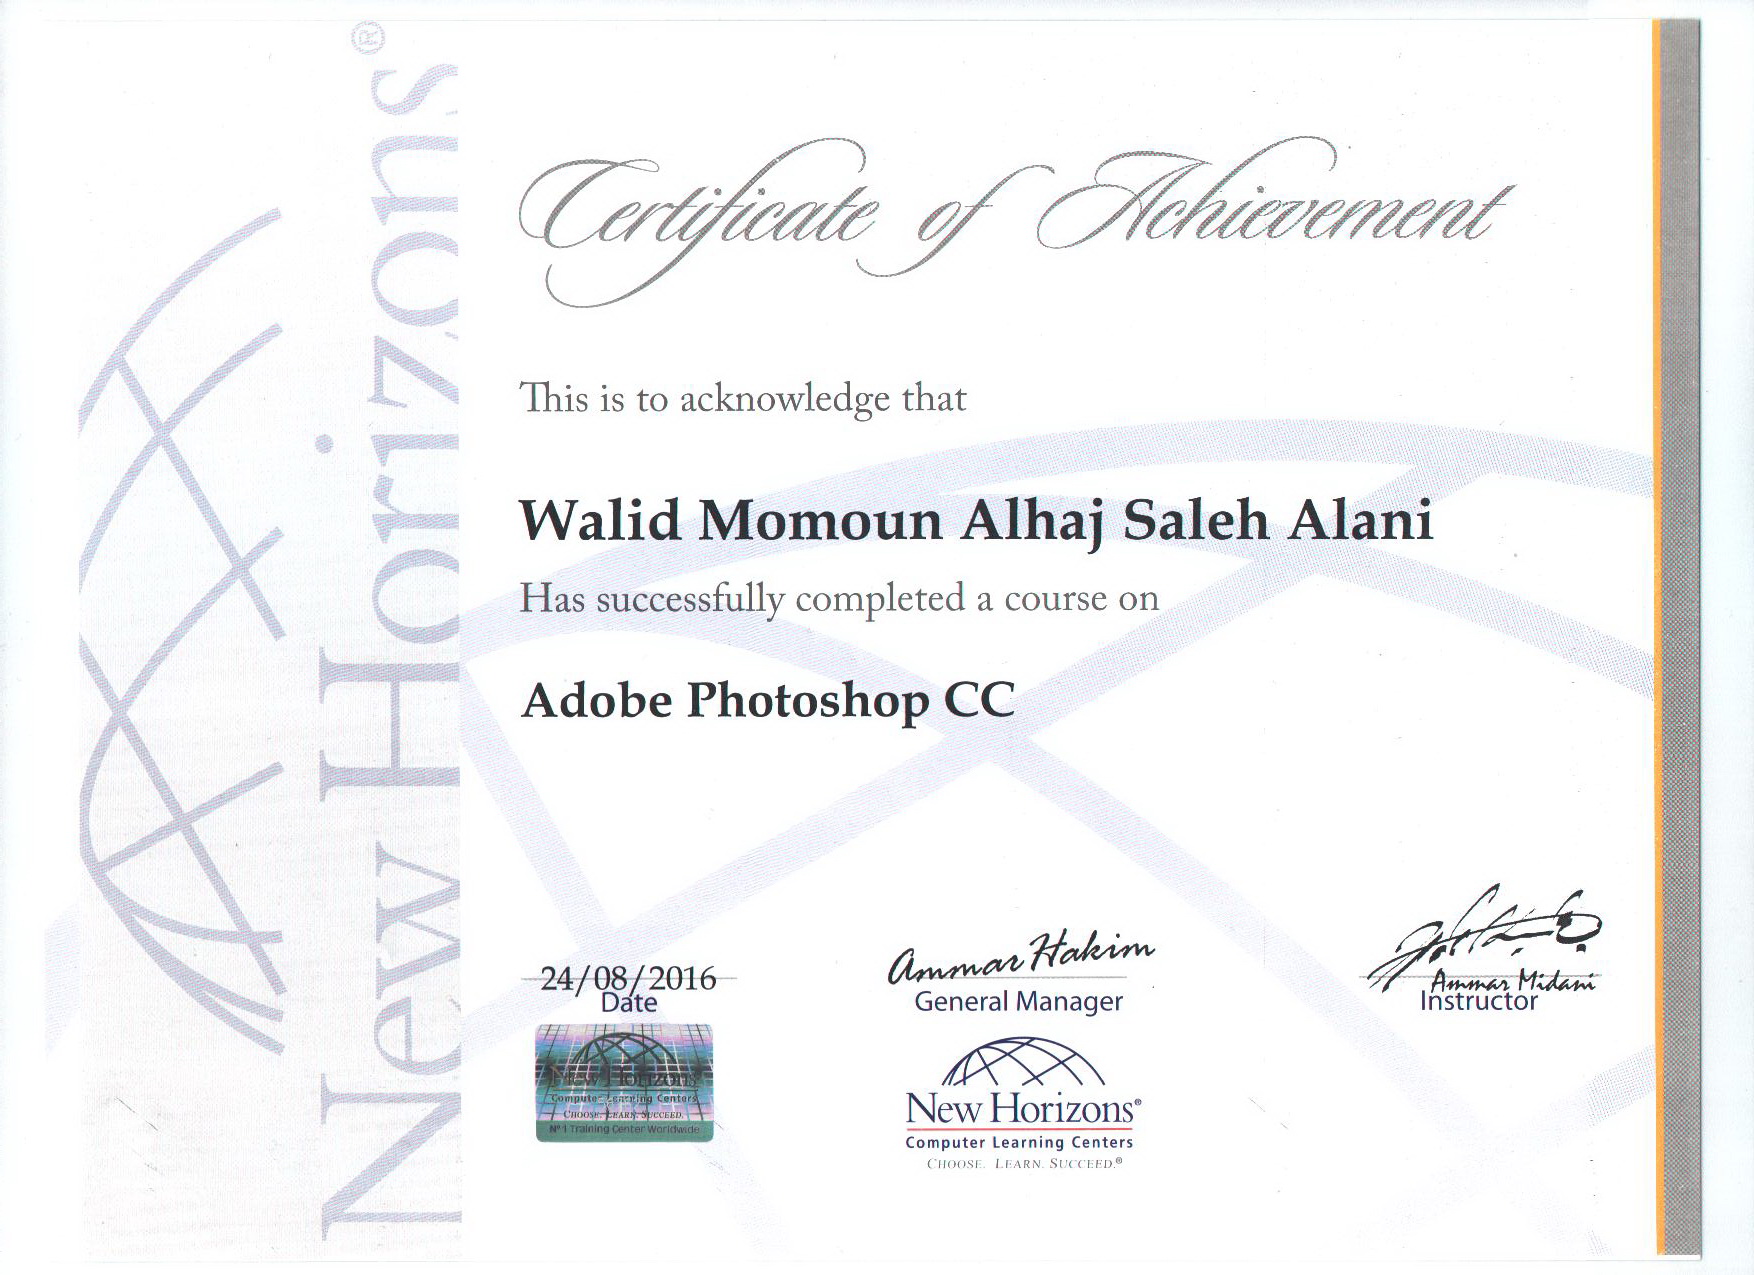 New Horizons®
Certificate of Achievement
This is to acknowledge that
Walid Momoun Alhaj Saleh Alani
Has successfully completed a course on
Adobe Photoshop CC
24/08/2016
Date
Ammar Hakim
General Manager
Ammar Midani
Instructor
New Horizons
Computer Learning Centers
CHOOSE. LEARN. SUCCEED.
Nº1 Training Center Worldwide
New Horizons®
Computer Learning Centers
CHOOSE. LEARN. SUCCEED.®